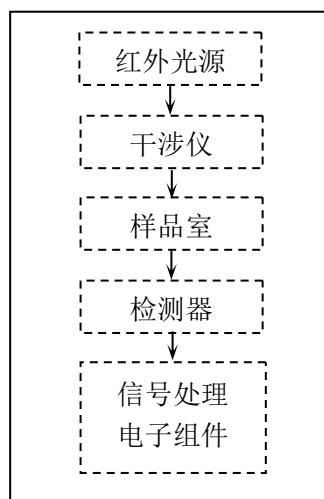 红外光源
干涉仪
样品室
检测器
信号处理
电子组件